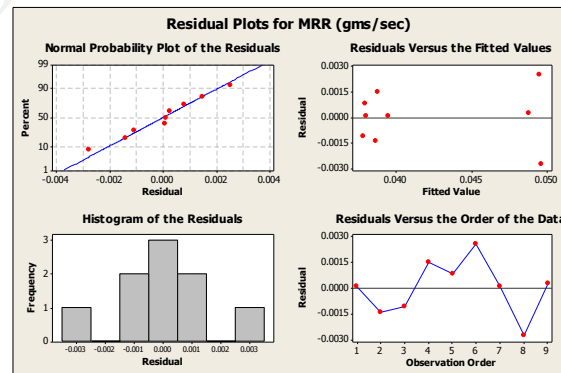 Residual Plots for MRR (gms/sec)
Normal Probability Plot of the Residuals
99
90
50
10
1
Percent
-0.004 -0.002 0.000 0.002 0.004
Residual
Residuals Versus the Fitted Values
0.0030
0.0015
0.0000
-0.0015
-0.0030
Residual
0.040 0.045 0.050
Fitted Value
Histogram of the Residuals
3
2
1
0
Frequency
-0.003 -0.002 -0.001 0.000 0.001 0.002 0.003
Residual
Residuals Versus the Order of the Data
0.0030
0.0015
0.0000
-0.0015
-0.0030
Residual
1 2 3 4 5 6 7 8 9
Observation Order